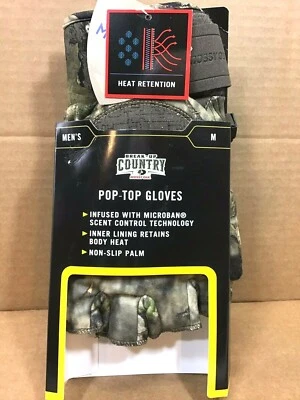 M
HEAT RETENTION
MEN'S
M
BREAK-UP
COUNTRY
POP-TOP GLOVES
INFUSED WITH MICROBAN®
SCENT CONTROL TECHNOLOGY
INNER LINING RETAINS
BODY HEAT
NON-SLIP PALM